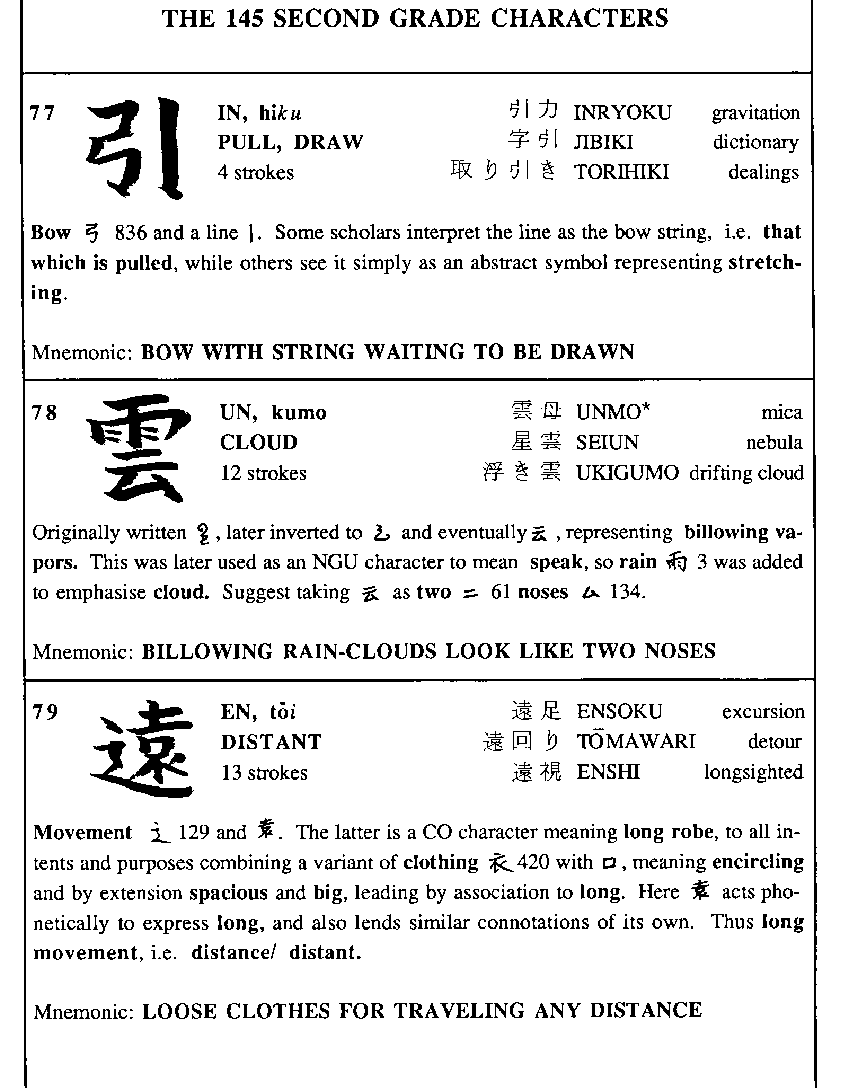 THE 145 SECOND GRADE CHARACTERS
77 引 IN, hiku 引力 INRYOKU gravitation
PULL, DRAW 字引 JIBIKI dictionary
4 strokes 取り引き TORIHIKI dealings
Bow 弓 836 and a line |. Some scholars interpret the line as the bow string, i.e. that
which is pulled, while others see it simply as an abstract symbol representing stretch-
ing.
Mnemonic: BOW WITH STRING WAITING TO BE DRAWN
78 雲 UN, kumo 雲母 UNMO* mica
CLOUD 星雲 SEIUN nebula
12 strokes 浮き雲 UKIGUMO drifting cloud
Originally written , later inverted to and eventually 云, representing billowing va-
pors. This was later used as an NGU character to mean speak, so rain 雨 3 was added
to emphasise cloud. Suggest taking 云 as two 二 61 noses ム 134.
Mnemonic: BILLOWING RAIN-CLOUDS LOOK LIKE TWO NOSES
79 遠 EN, tōi 遠足 ENSOKU excursion
DISTANT 遠回り TŌMAWARI detour
13 strokes 遠視 ENSHI longsighted
Movement 辶 129 and 袁. The latter is a CO character meaning long robe, to all in-
tents and purposes combining a variant of clothing 衣 420 with 口, meaning encircling
and by extension spacious and big, leading by association to long. Here 袁 acts pho-
netically to express long, and also lends similar connotations of its own. Thus long
movement, i.e. distance/ distant.
Mnemonic: LOOSE CLOTHES FOR TRAVELING ANY DISTANCE